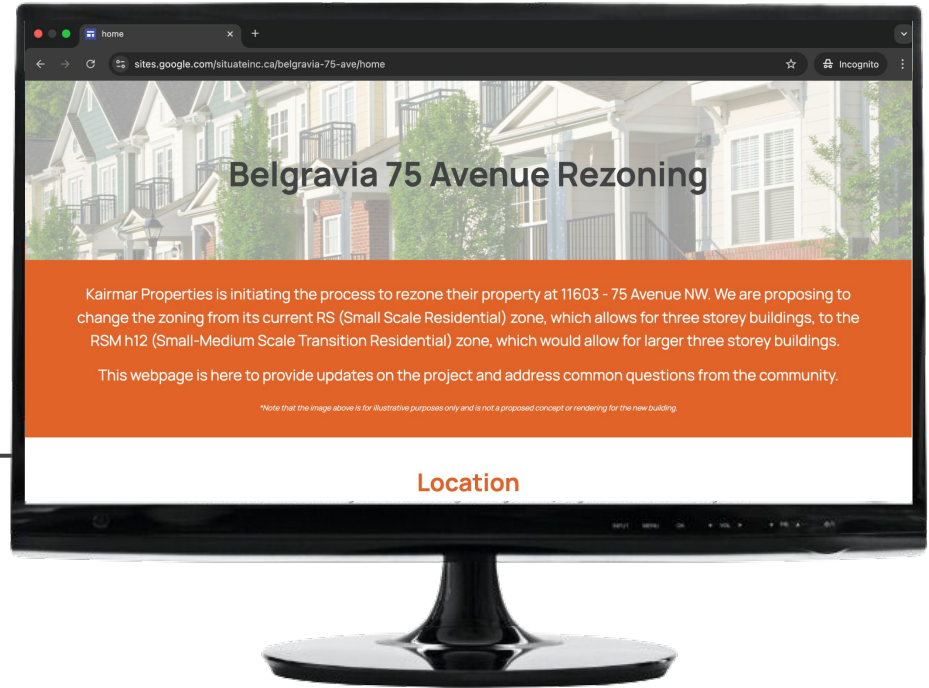 home
sites.google.com/situateinc.ca/belgravia-75-ave/home
Incognito
Belgravia 75 Avenue Rezoning
Kairmar Properties is initiating the process to rezone their property at 11603 - 75 Avenue NW. We are proposing to
change the zoning from its current RS (Small Scale Residential) zone, which allows for three storey buildings, to the
RSM h12 (Small-Medium Scale Transition Residential) zone, which would allow for larger three storey buildings.
This webpage is here to provide updates on the project and address common questions from the community.
*Note that the image above is for illustrative purposes only and is not a proposed concept or rendering for the new building.
Location
INPUT MENU OK VOL